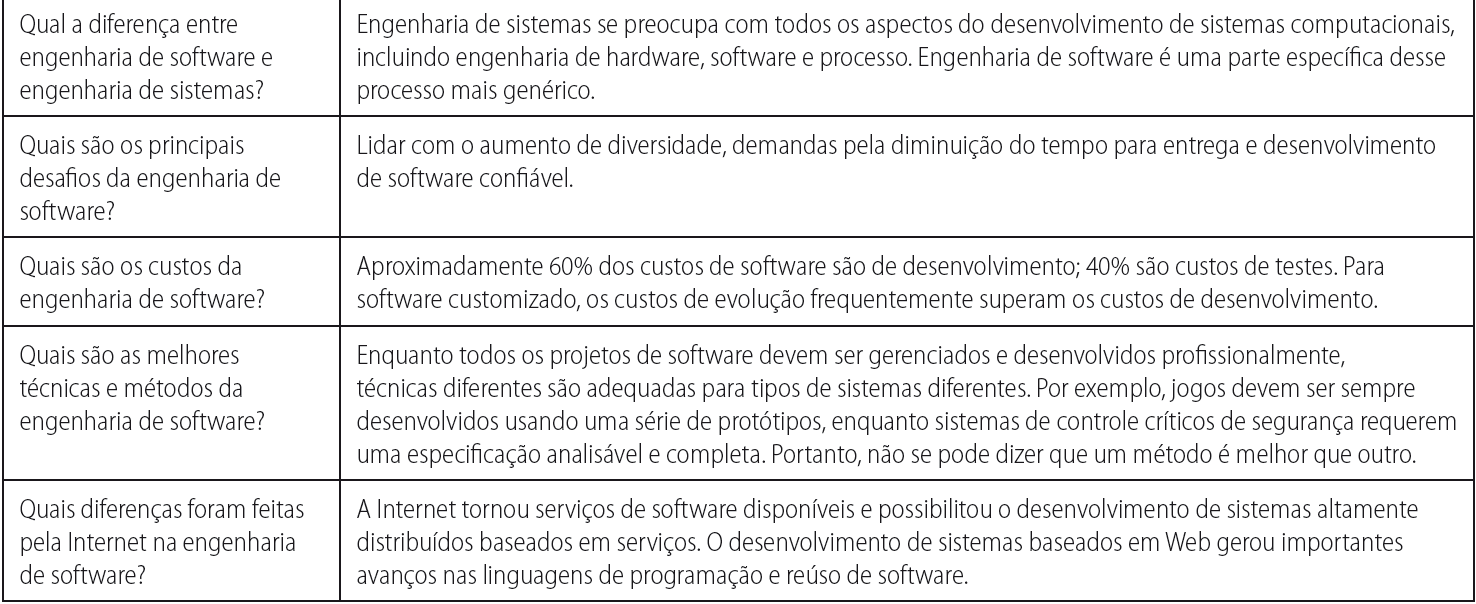 Qual a diferença entre
engenharia de software e
engenharia de sistemas?
Engenharia de sistemas se preocupa com todos os aspectos do desenvolvimento de sistemas computacionais,
incluindo engenharia de hardware, software e processo. Engenharia de software é uma parte específica desse
processo mais genérico.
Quais são os principais
desafios da engenharia de
software?
Lidar com o aumento de diversidade, demandas pela diminuição do tempo para entrega e desenvolvimento
de software confiável.
Quais são os custos da
engenharia de software?
Aproximadamente 60% dos custos de software são de desenvolvimento; 40% são custos de testes. Para
software customizado, os custos de evolução frequentemente superam os custos de desenvolvimento.
Quais são as melhores
técnicas e métodos da
engenharia de software?
Enquanto todos os projetos de software devem ser gerenciados e desenvolvidos profissionalmente,
técnicas diferentes são adequadas para tipos de sistemas diferentes. Por exemplo, jogos devem ser sempre
desenvolvidos usando uma série de protótipos, enquanto sistemas de controle críticos de segurança requerem
uma especificação analisável e completa. Portanto, não se pode dizer que um método é melhor que outro.
Quais diferenças foram feitas
pela Internet na engenharia
de software?
A Internet tornou serviços de software disponíveis e possibilitou o desenvolvimento de sistemas altamente
distribuídos baseados em serviços. O desenvolvimento de sistemas baseados em Web gerou importantes
avanços nas linguagens de programação e reúso de software.